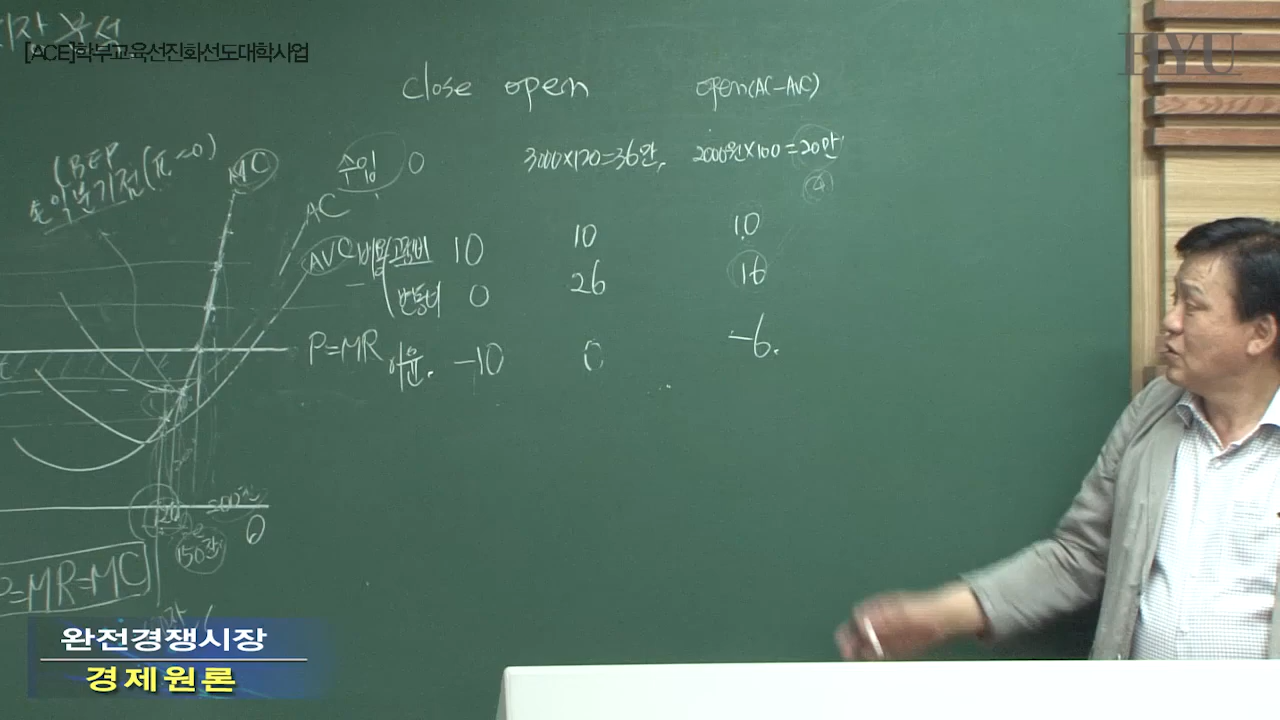 [ACE]학부교육선진화선도대학사업
HYU
close open open(AC-AVC)
수입 0 3000×120=36만, 2000원×100=20만
(BEP
손익분기점(π=0)
MC
AC
AVC
비용 고정비 10 10 10
변동비 0 26 16
P=MR
이윤. -10 0 -6.
120
Q
150잔
P=MR=MC
완전경쟁시장
경제원론